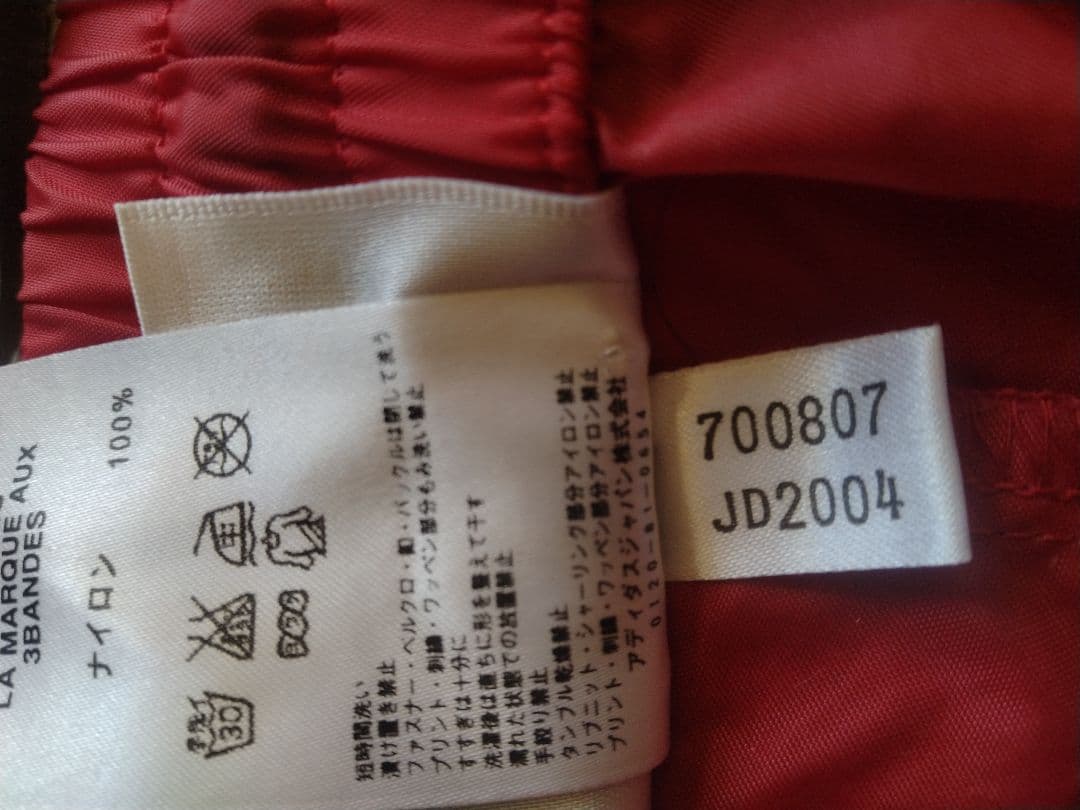 LA MARQUE AUX
3BANDES
ナイロン 100%
手洗イ
30
短時間洗い
漬け置き禁止
ファスナー・ベルクロ・釦・バックルは閉して洗う
プリント・刺繍・ワッペン部分もみ洗い禁止
すすぎは十分に
洗濯後は直ちに形を整えて干す
濡れた状態での放置禁止
手絞り禁止
タンブル乾燥禁止
リブニット・シャーリング部分アイロン禁止
プリント・刺繍・ワッペン部分アイロン禁止
アディダスジャパン株式会社
0120-81-0654
700807
JD2004